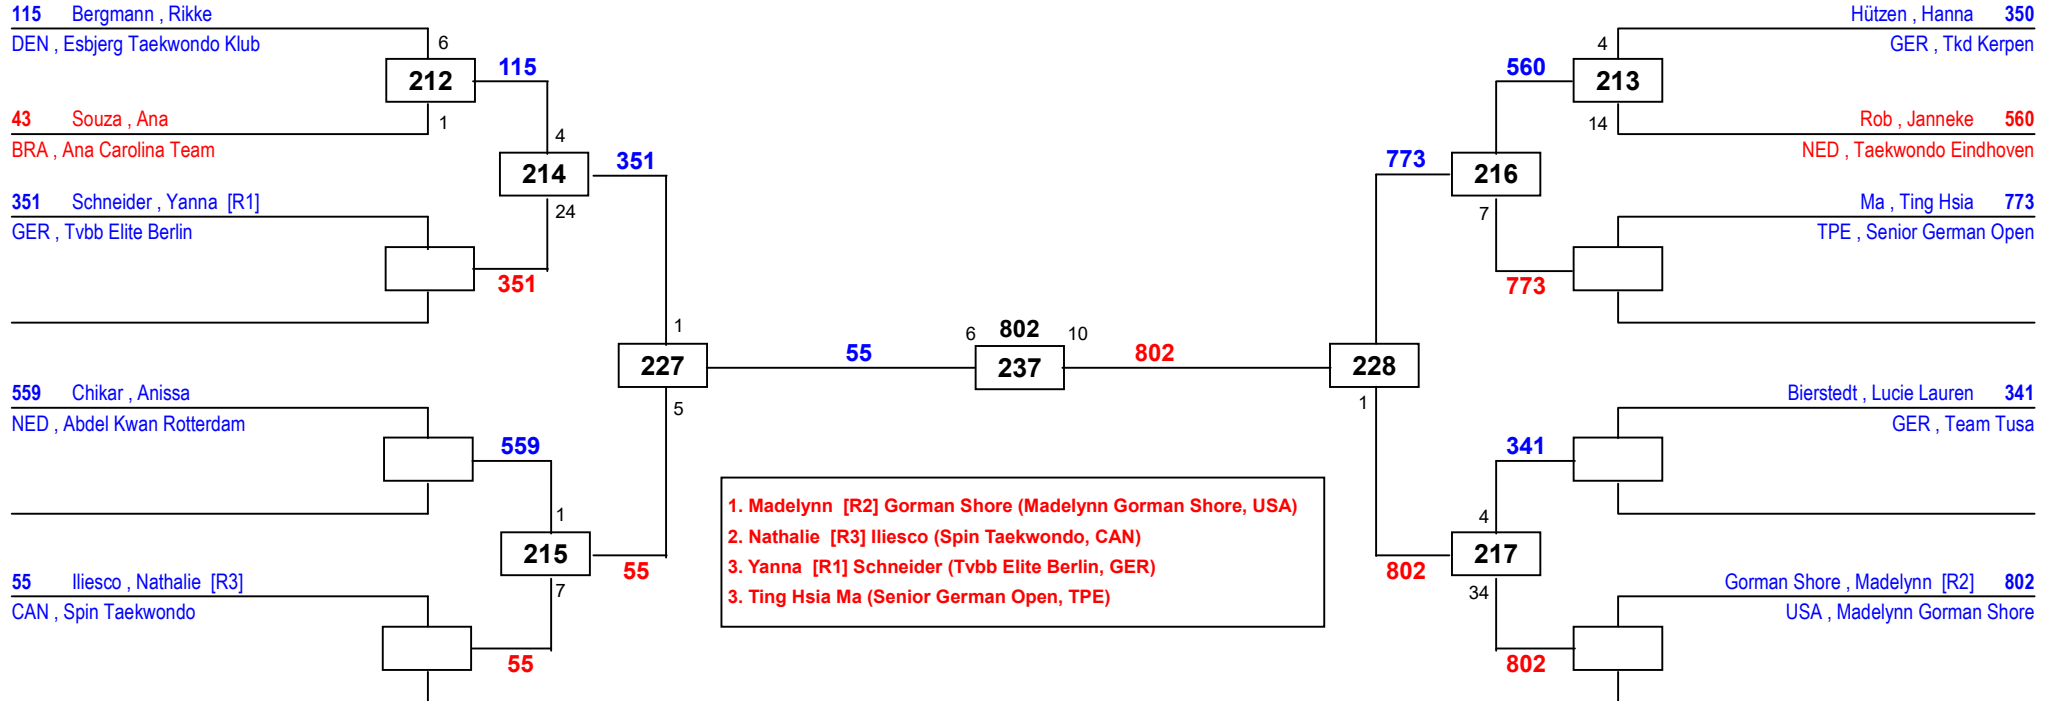 115 Bergmann , Rikke
DEN , Esbjerg Taekwondo Klub
6
212
115
43 Souza , Ana
1
BRA , Ana Carolina Team
4
214
351
351 Schneider , Yanna [R1]
24
GER , Tvbb Elite Berlin
351
1
227
55
5
559 Chikar , Anissa
NED , Abdel Kwan Rotterdam
559
1
215
55
7
55 Iliesco , Nathalie [R3]
CAN , Spin Taekwondo
55
6 802 10
237
802
1. Madelynn [R2] Gorman Shore (Madelynn Gorman Shore, USA)
2. Nathalie [R3] Iliesco (Spin Taekwondo, CAN)
3. Yanna [R1] Schneider (Tvbb Elite Berlin, GER)
3. Ting Hsia Ma (Senior German Open, TPE)
Hützen , Hanna 350
GER , Tkd Kerpen
4
560
213
14
Rob , Janneke 560
NED , Taekwondo Eindhoven
773
216
7
Ma , Ting Hsia 773
TPE , Senior German Open
773
228
1
Bierstedt , Lucie Lauren 341
GER , Team Tusa
341
4
217
802
34
Gorman Shore , Madelynn [R2] 802
USA , Madelynn Gorman Shore
802